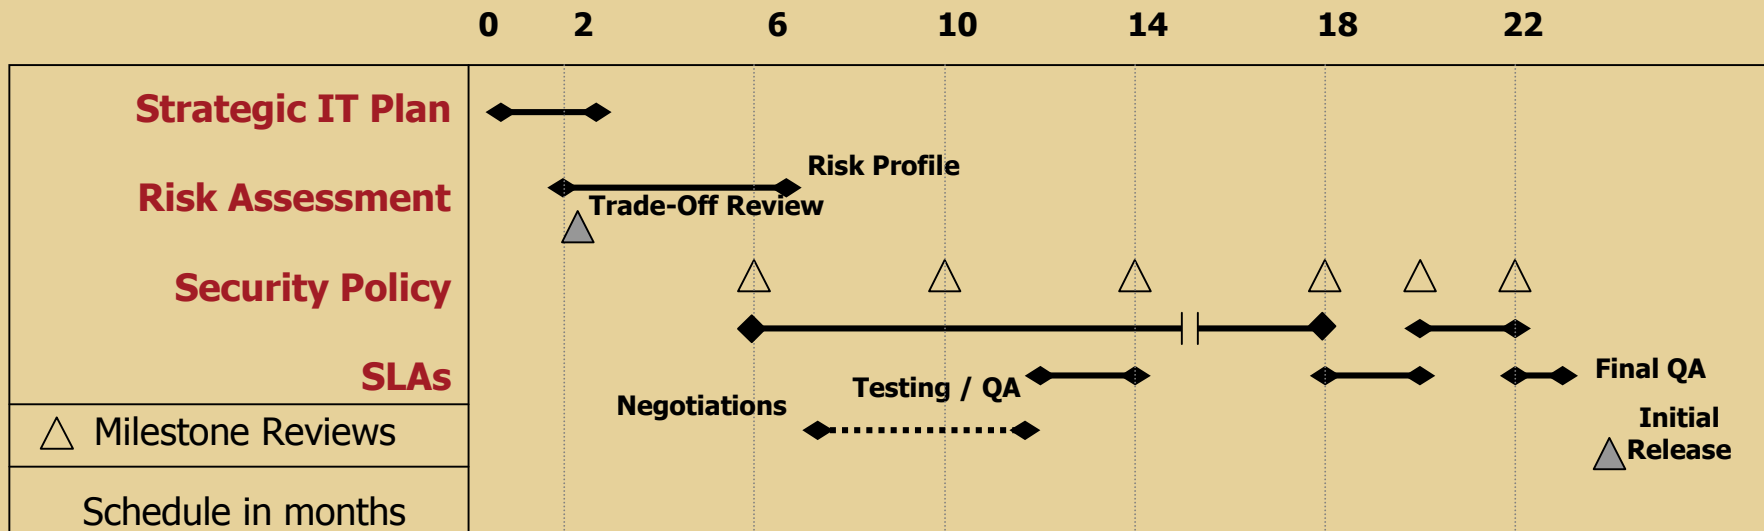 0 2 6 10 14 18 22
Strategic IT Plan
Risk Profile
Risk Assessment
Trade-Off Review
Security Policy
SLAs
Final QA
Testing / QA
Negotiations
Initial
Release
Milestone Reviews
Schedule in months